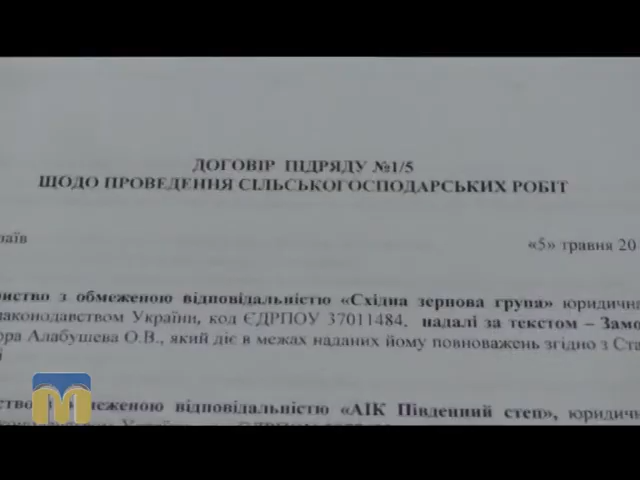 ДОГОВІР ПІДРЯДУ №1/5
ЩОДО ПРОВЕДЕННЯ СІЛЬСЬКОГОСПОДАРСЬКИХ РОБІТ
«5» травня 20
з обмеженою відповідальністю «Східна зернова група» юридична
законодавством України, код ЄДРПОУ 37011484, надалі за текстом – Замо
Алабушева О.В., який діє в межах наданих йому повноважень згідно з Ста
М
обмеженою відповідальністю «АІК Південний степ», юридична